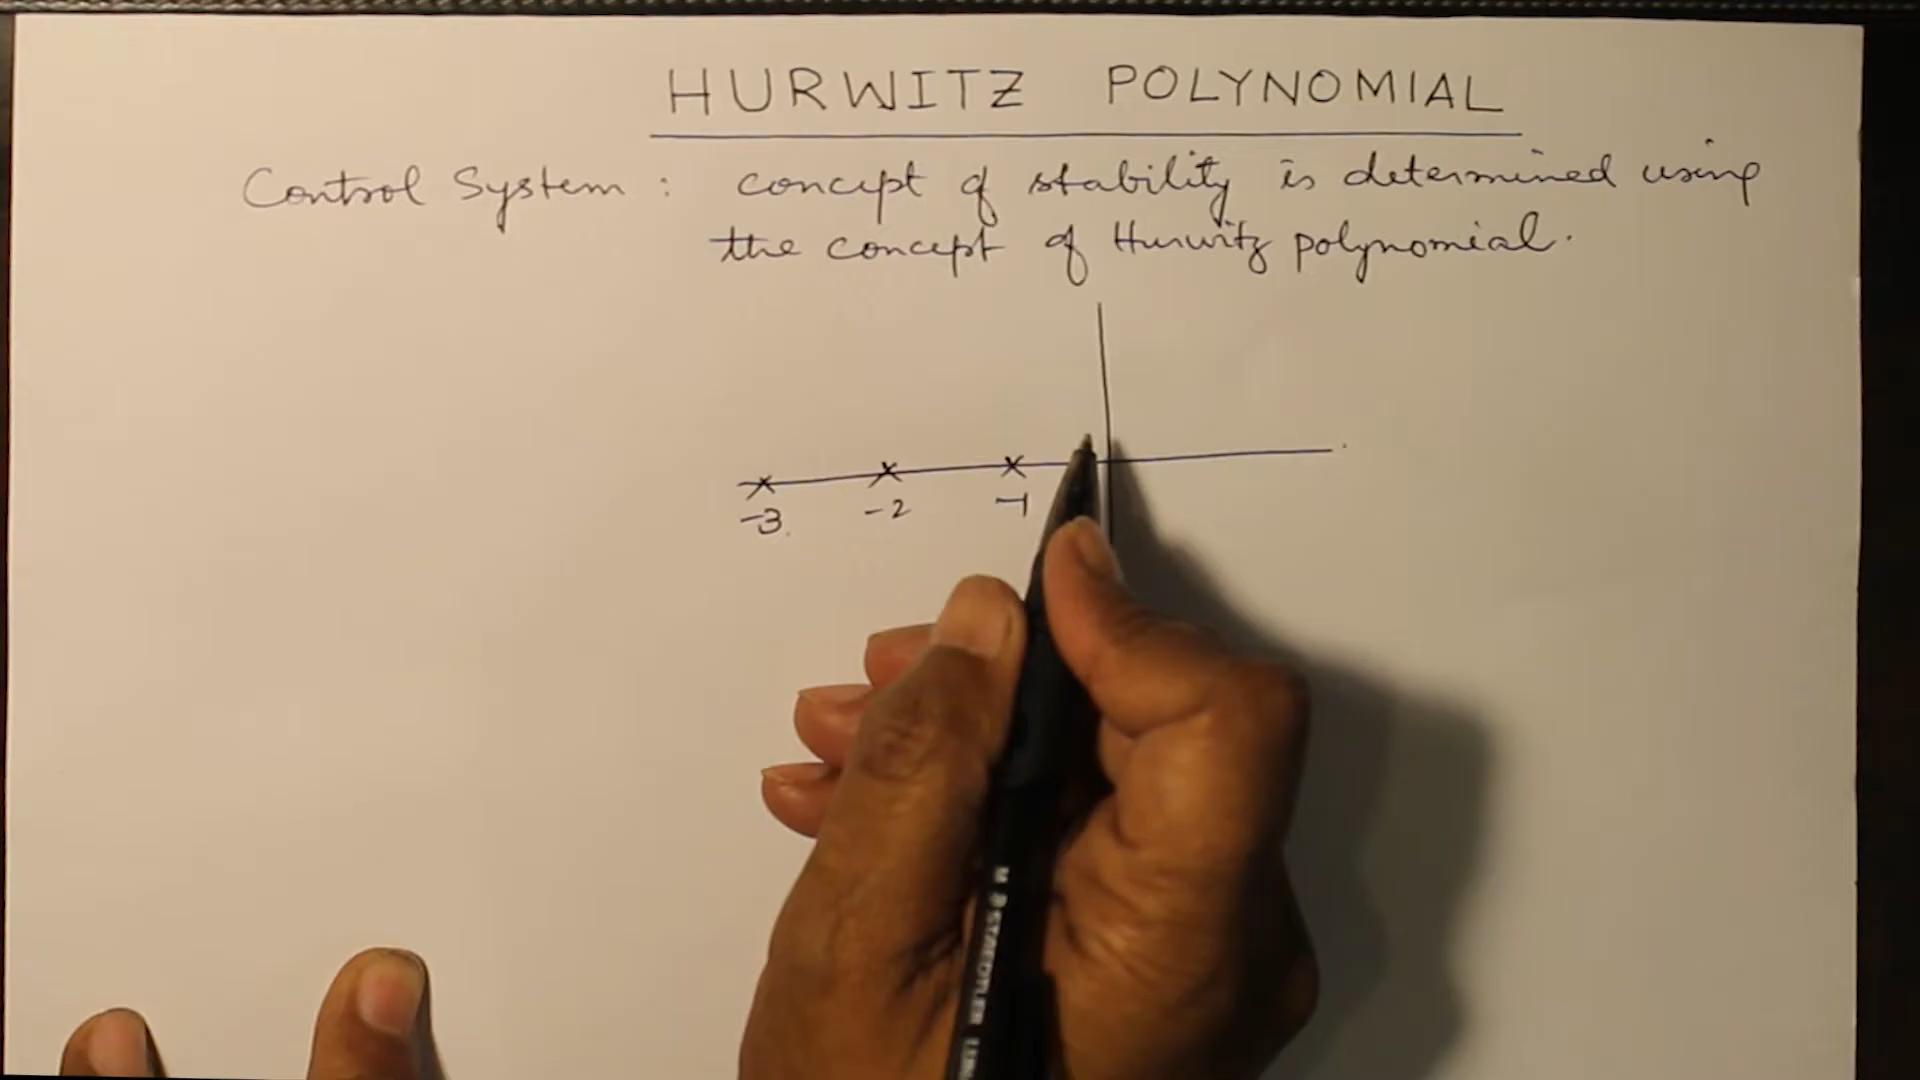 HURWITZ POLYNOMIAL
Control System : concept of stability is determined using
the concept of Hurwitz polynomial.
-3 -2 -1
STAEDTLER